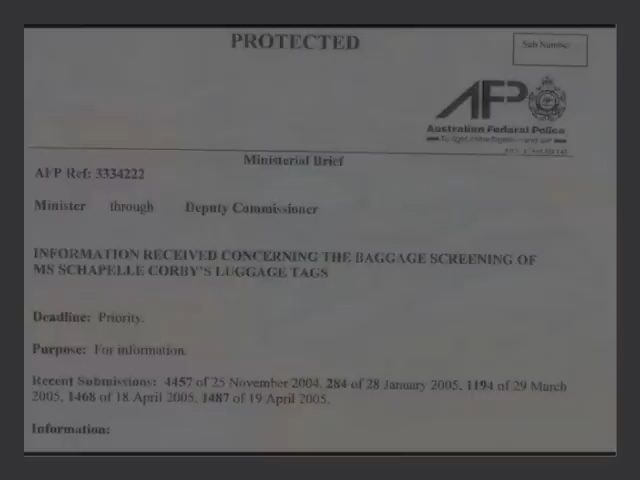 PROTECTED
Sub Number
AFP
Australian Federal Police
Ministerial Brief
AFP Ref: 3334222
Minister through Deputy Commissioner
INFORMATION RECEIVED CONCERNING THE BAGGAGE SCREENING OF
MS SCHAPELLE CORBY'S LUGGAGE TAGS
Deadline: Priority.
Purpose: For information.
Recent Submissions: 4457 of 25 November 2004, 284 of 28 January 2005, 1194 of 29 March
2005, 1468 of 18 April 2005, 1487 of 19 April 2005.
Information: